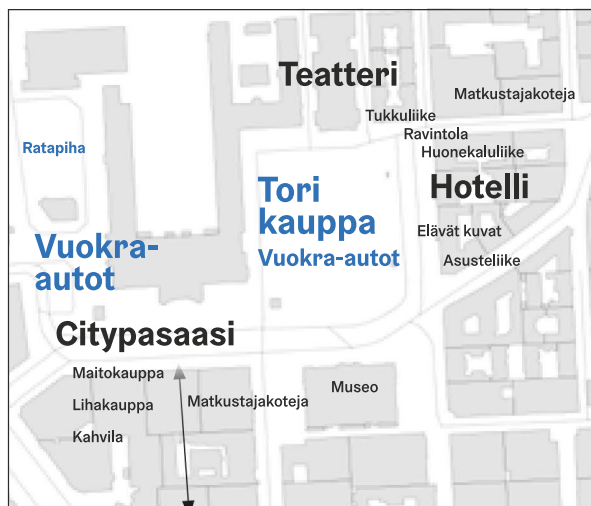 Teatteri
Matkustajakoteja
Tukkuliike
Ravintola
Huonekaluliike
Ratapiha
Hotelli
Tori
kauppa
Vuokra-autot
Elävät kuvat
Asusteliike
Vuokra-
autot
Citypasaasi
Maitokauppa
Lihakauppa
Kahvila
Matkustajakoteja
Museo